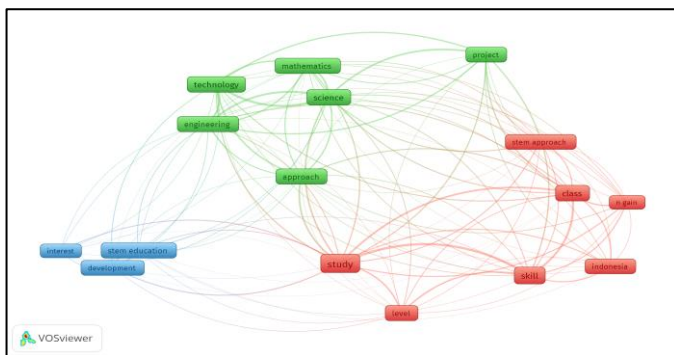 project
mathematics
technology
science
engineering
stem approach
approach
class
n gain
interest
stem education
development
study
indonesia
skill
level
VOSviewer